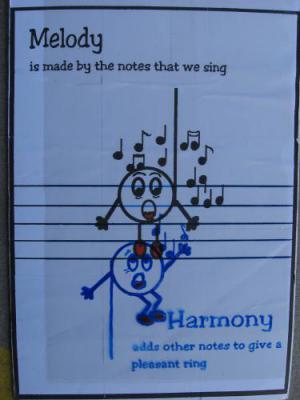 Melody
is made by the notes that we sing
Harmony
adds other notes to give a
pleasant ring